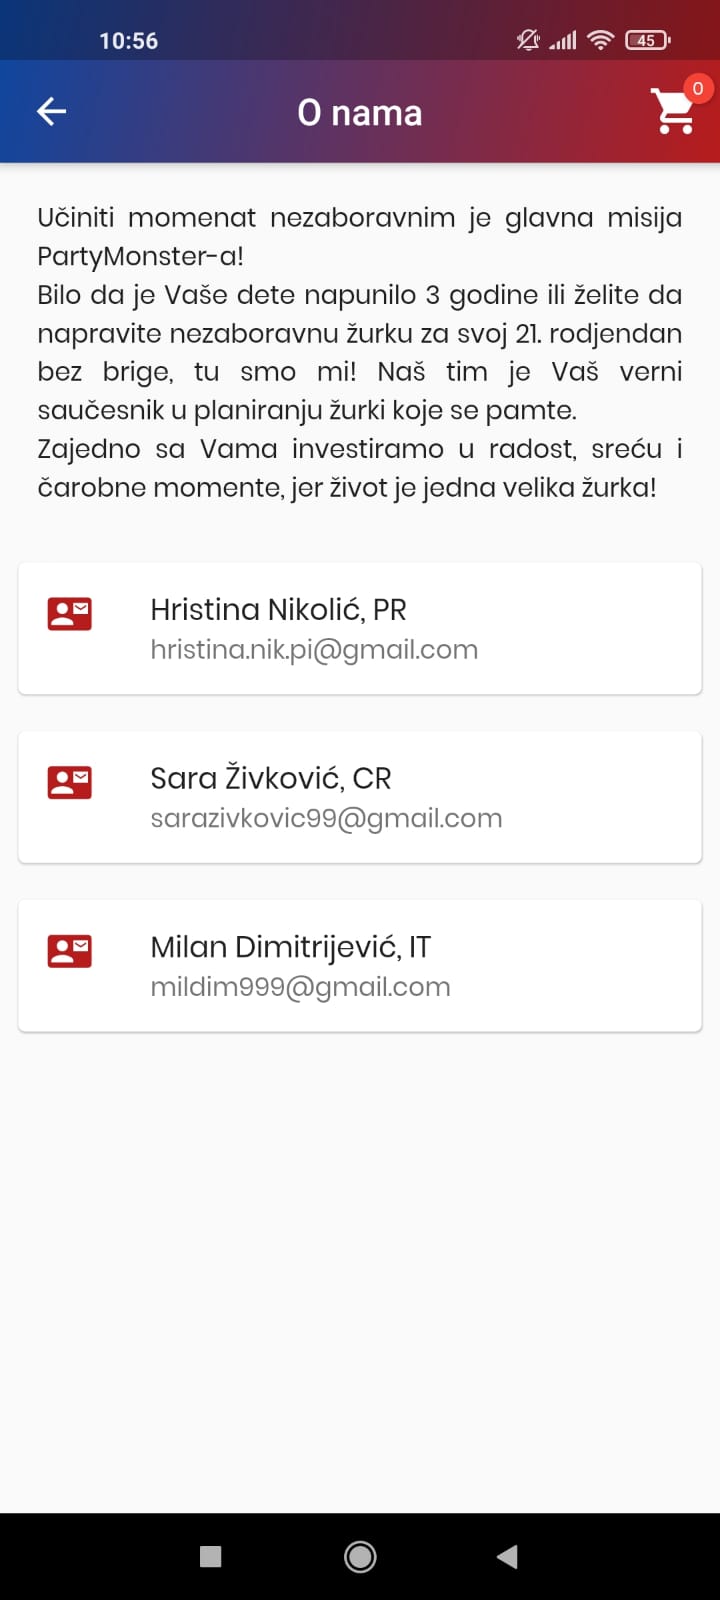 10:56
45
O nama
0
Učiniti momenat nezaboravnim je glavna misija
PartyMonster-a!
Bilo da je Vaše dete napunilo 3 godine ili želite da
napravite nezaboravnu žurku za svoj 21. rodjendan
bez brige, tu smo mi! Naš tim je Vaš verni
saučesnik u planiranju žurki koje se pamte.
Zajedno sa Vama investiramo u radost, sreću i
čarobne momente, jer život je jedna velika žurka!
Hristina Nikolić, PR
hristina.nik.pi@gmail.com
Sara Živković, CR
sarazivkovic99@gmail.com
Milan Dimitrijević, IT
mildim999@gmail.com